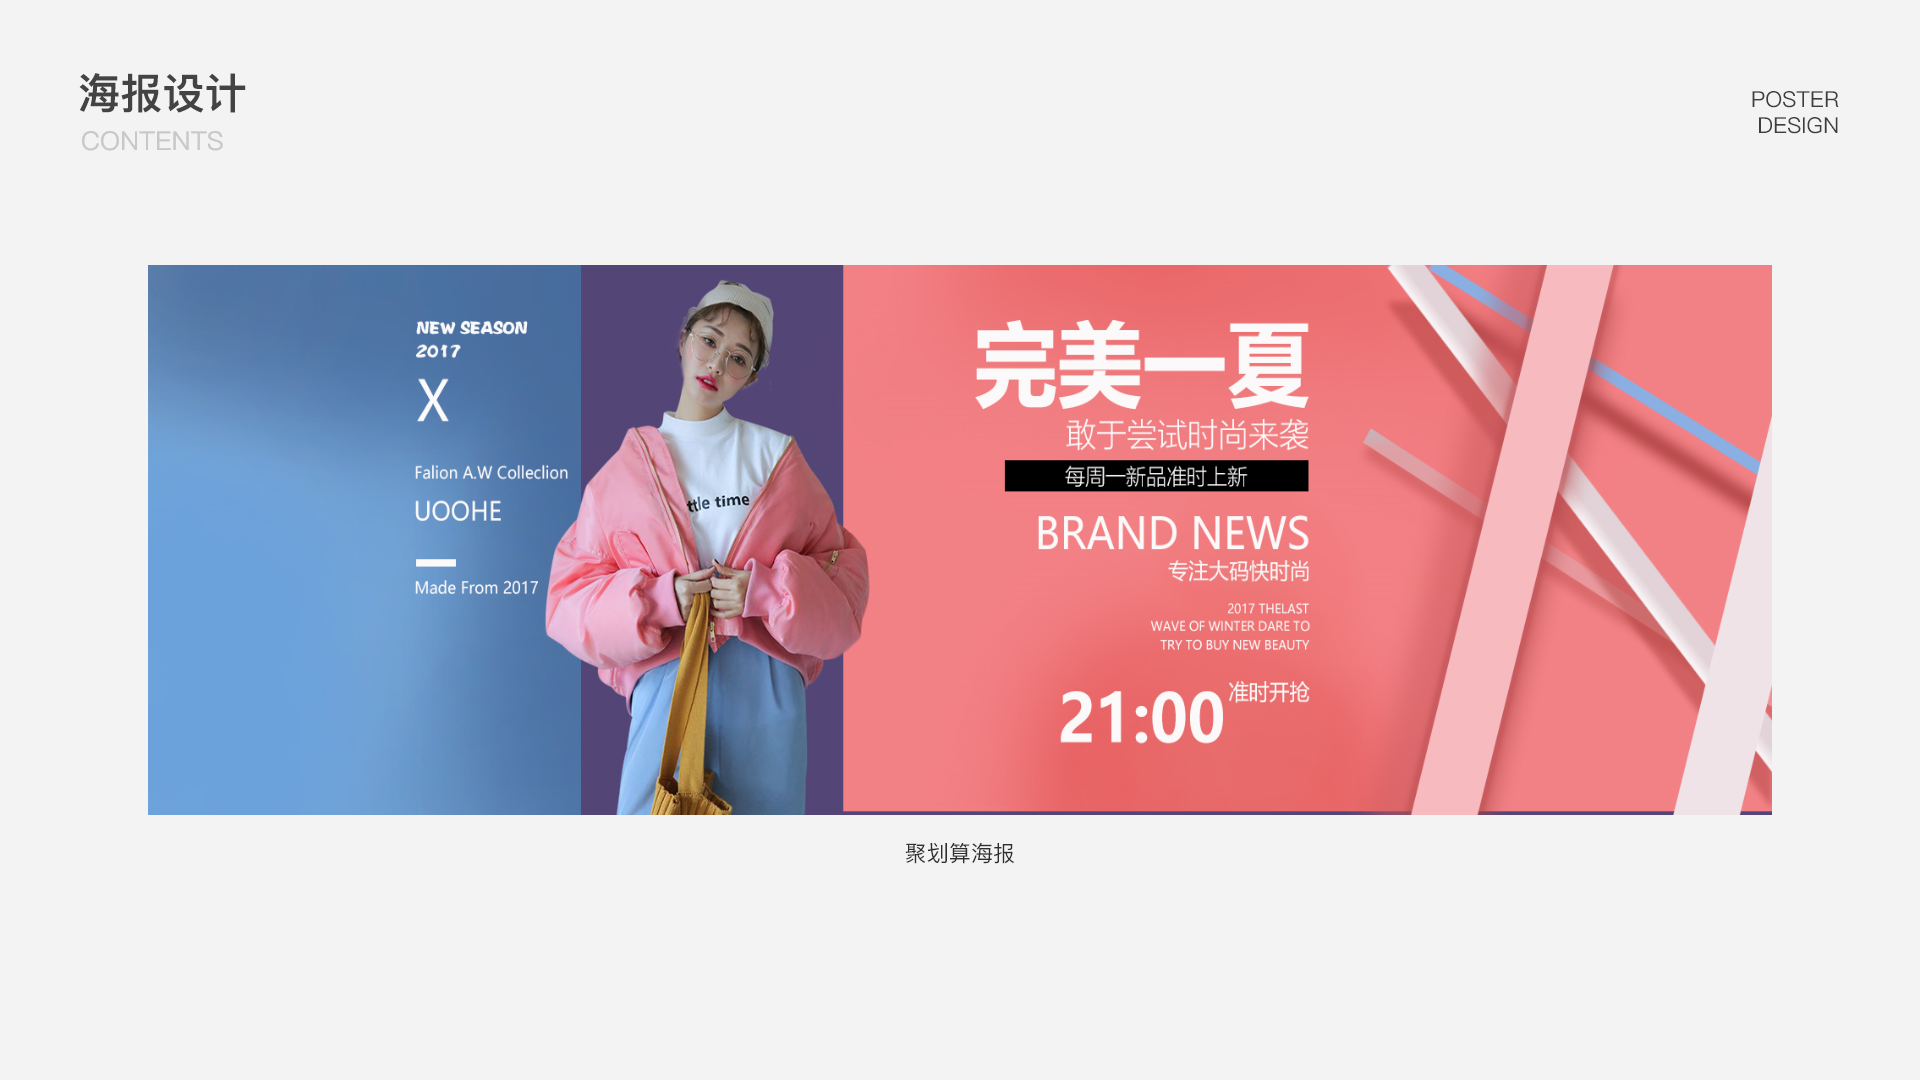 海报设计
CONTENTS
POSTER
DESIGN
NEW SEASON
2017
X
Falion A.W Colleclion
UOOHE
Made From 2017
ttle time
完美一夏
敢于尝试时尚来袭
每周一新品准时上新
BRAND NEWS
专注大码快时尚
2017 THELAST
WAVE OF WINTER DARE TO
TRY TO BUY NEW BEAUTY
21:00 准时开抢
聚划算海报